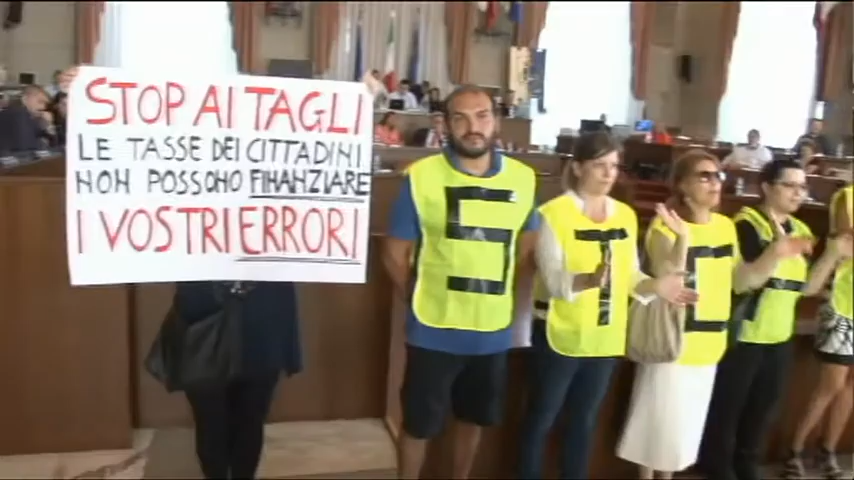 STOP AI TAGLI
LE TASSE DEI CITTADINI
NON POSSONO FINANZIARE
I VOSTRI ERRORI
S T O